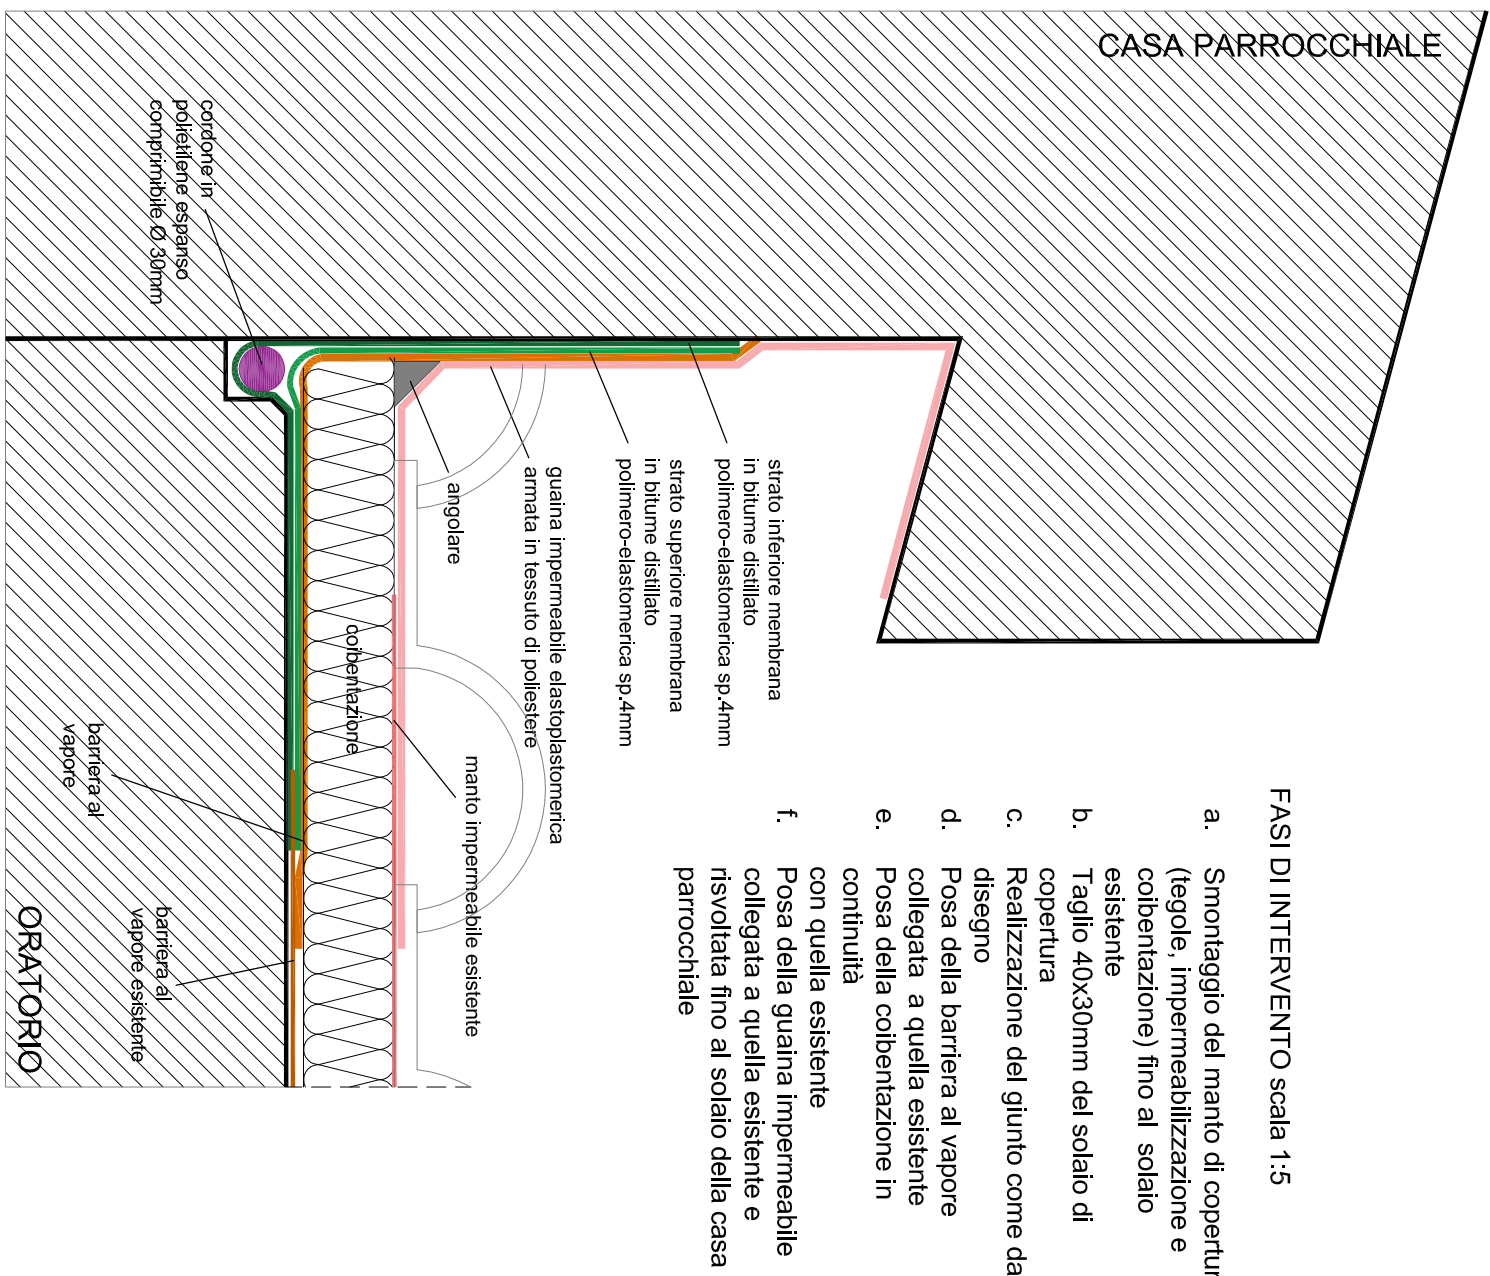 CASA PARROCCHIALE
cordone in
polietilene espanso
comprimibile Ø 30mm
strato inferiore membrana
in bitume distillato
polimero-elastomerica sp.4mm
strato superiore membrana
in bitume distillato
polimero-elastomerica sp.4mm
guaina impermeabile elastoplastomerica
armata in tessuto di poliestere
angolare
manto impermeabile esistente
coibentazione
barriera al
vapore
barriera al
vapore esistente
ORATORIO
FASI DI INTERVENTO scala 1:5
a. Smontaggio del manto di copertur
(tegole, impermeabilizzazione e
coibentazione) fino al solaio
esistente
b. Taglio 40x30mm del solaio di
copertura
c. Realizzazione del giunto come da
disegno
d. Posa della barriera al vapore
collegata a quella esistente
e. Posa della coibentazione in
continuità
con quella esistente
f. Posa della guaina impermeabile
collegata a quella esistente e
risvoltata fino al solaio della casa
parrocchiale